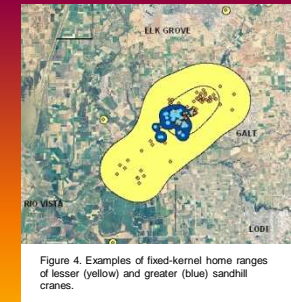 ELK GROVE
GALT
RIO VISTA
LODI
Figure 4. Examples of fixed-kernel home ranges
of lesser (yellow) and greater (blue) sandhill
cranes.